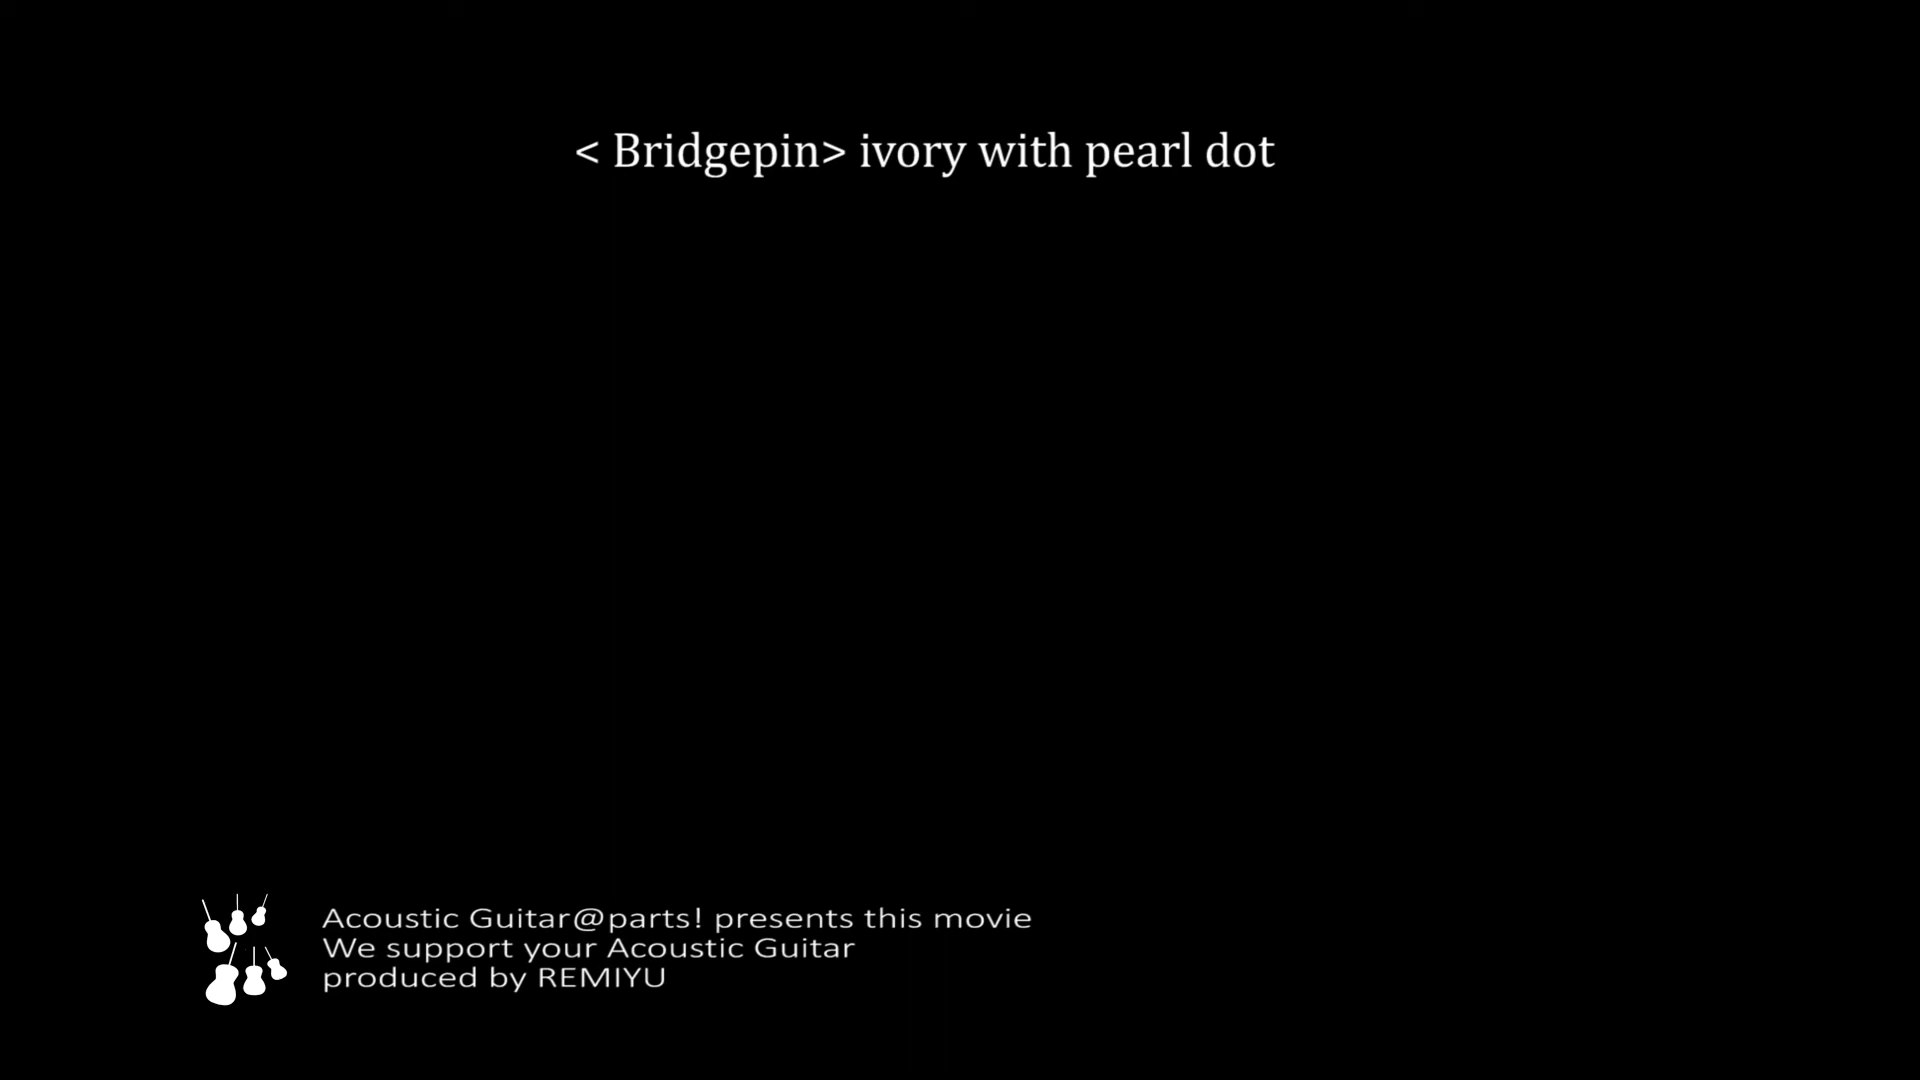 < Bridgepin> ivory with pearl dot
Acoustic Guitar@parts! presents this movie
We support your Acoustic Guitar
produced by REMIYU